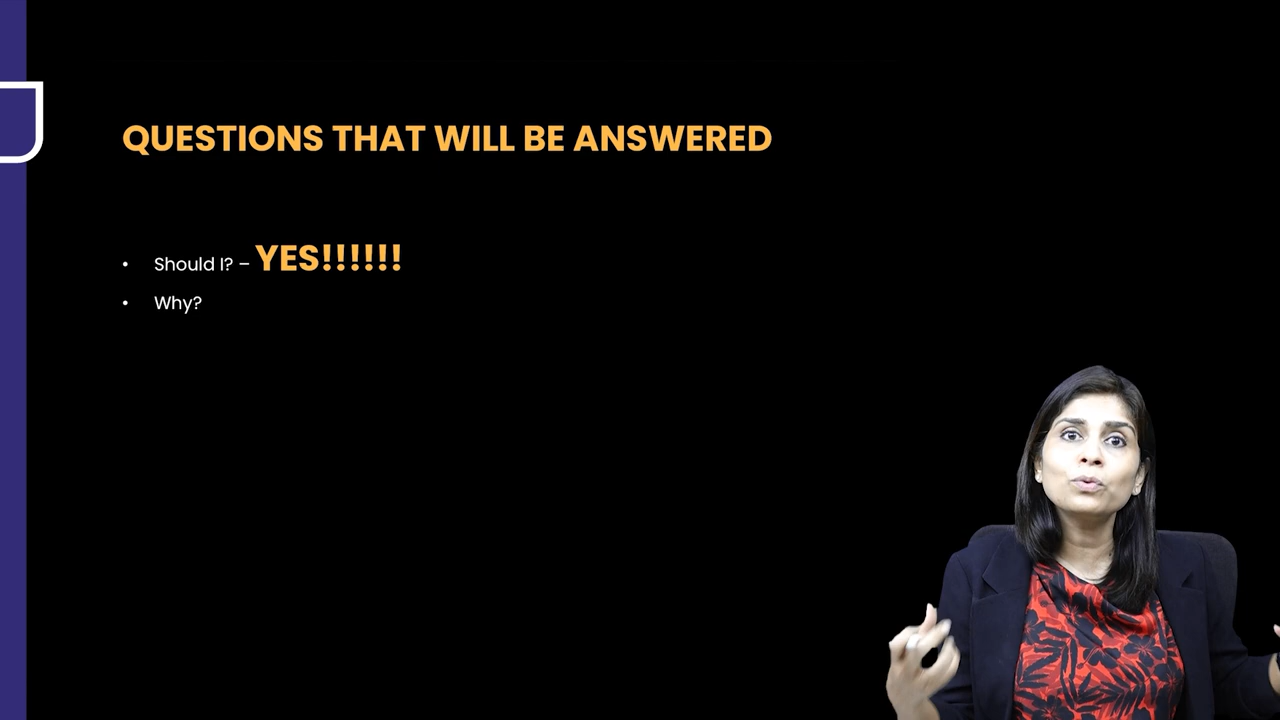 QUESTIONS THAT WILL BE ANSWERED
• Should I? – YES!!!!!!
• Why?